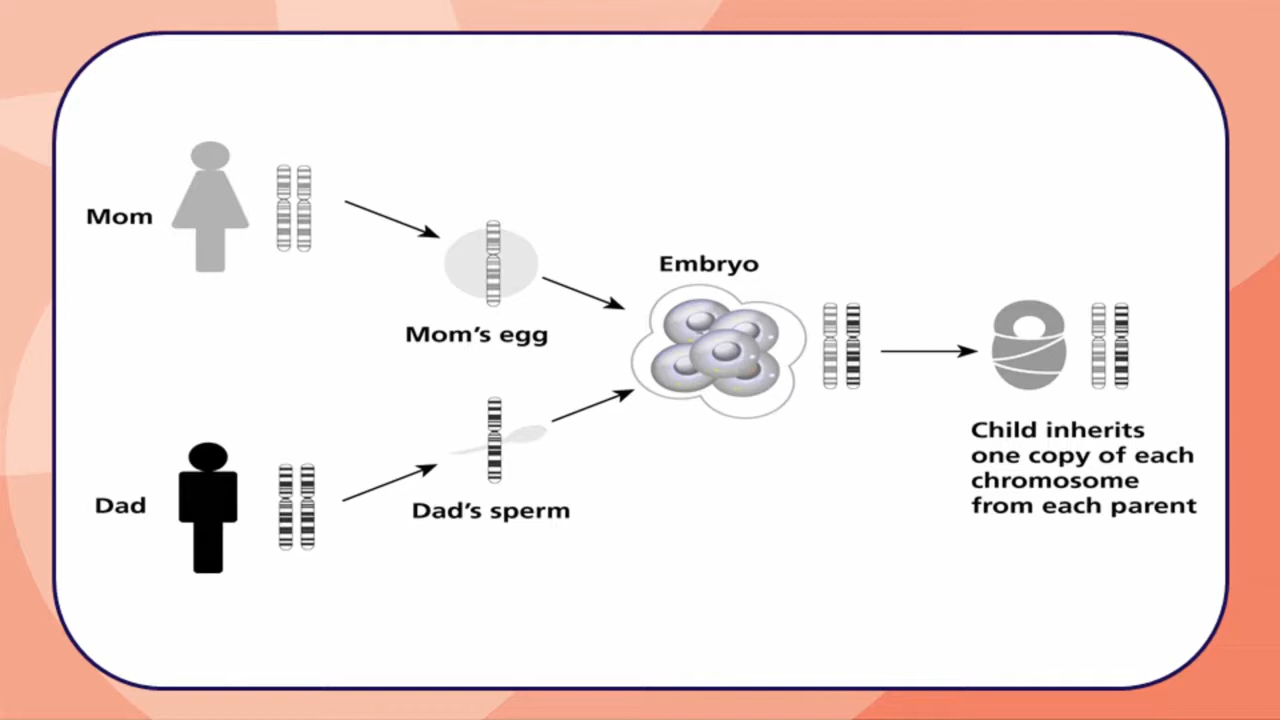 Mom
Mom's egg
Embryo
Dad
Dad's sperm
Child inherits
one copy of each
chromosome
from each parent